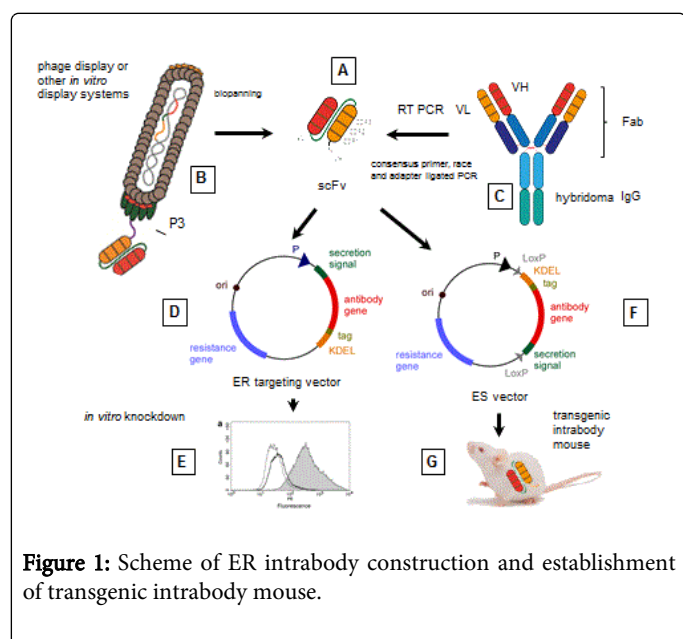 phage display or
other in vitro
display systems
biopanning
A
RT PCR
VL
VH
Fab
B
consensus primer, race
and adapter ligated PCR
C
hybridoma
IgG
P3
scFv
P
secretion
signal
ori
D
antibody
gene
resistance
gene
tag
KDEL
ER targeting vector
P
LoxP
KDEL
tag
ori
antibody
gene
F
resistance
gene
LoxP
secretion
signal
ES vector
in vitro knockdown
E
a
Counts
Fluorescence
transgenic
intrabody
mouse
G
Figure 1: Scheme of ER intrabody construction and establishment
of transgenic intrabody mouse.